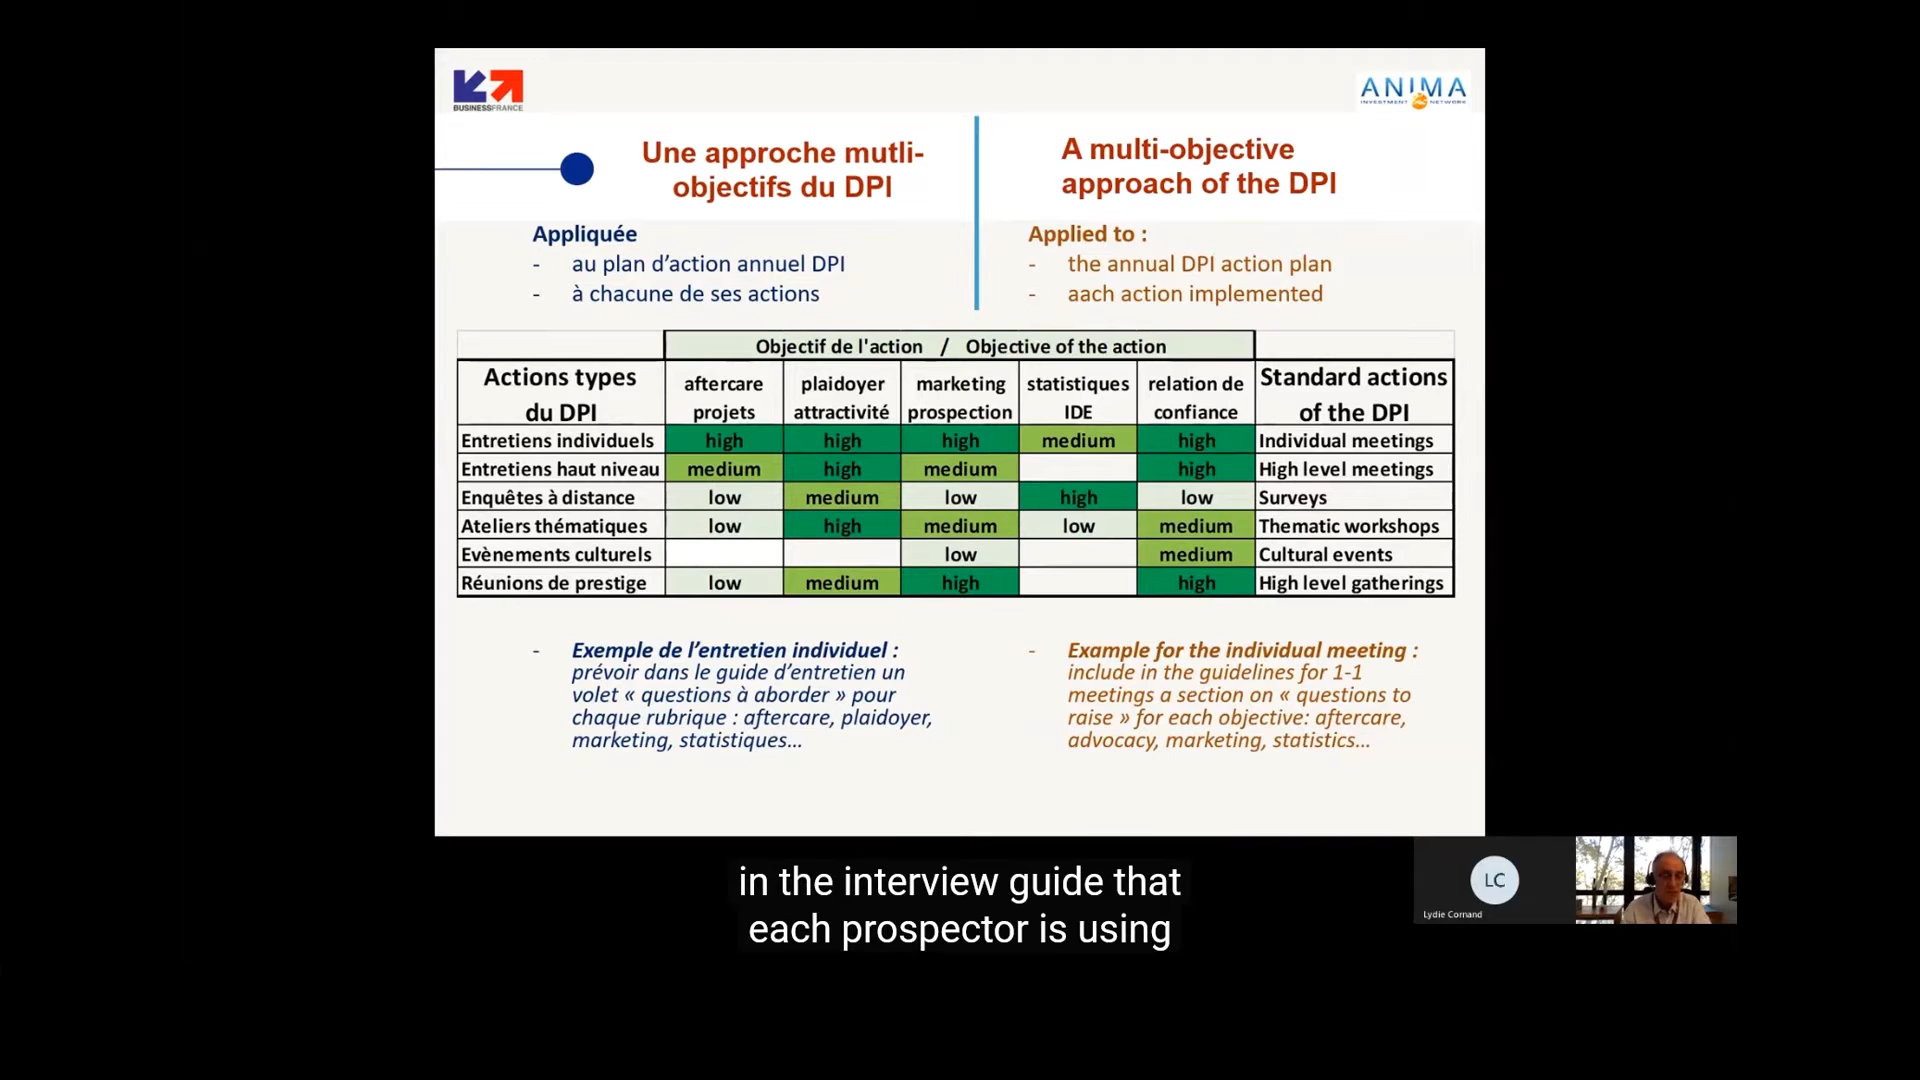 BUSINESSFRANCE
ANIMA
INVESTMENT NETWORK
Une approche mutli-
objectifs du DPI
A multi-objective
approach of the DPI
Appliquée
- au plan d’action annuel DPI
- à chacune de ses actions
Applied to :
- the annual DPI action plan
- aach action implemented
Objectif de l'action / Objective of the action
Actions types du DPI aftercare projets plaidoyer attractivité marketing prospection statistiques IDE relation de confiance Standard actions of the DPI
Entretiens individuels high high high medium high Individual meetings
Entretiens haut niveau medium high medium high High level meetings
Enquêtes à distance low medium low high low Surveys
Ateliers thématiques low high medium low medium Thematic workshops
Evènements culturels low medium Cultural events
Réunions de prestige low medium high high High level gatherings
- Exemple de l’entretien individuel :
prévoir dans le guide d’entretien un
volet « questions à aborder » pour
chaque rubrique : aftercare, plaidoyer,
marketing, statistiques…
- Example for the individual meeting :
include in the guidelines for 1-1
meetings a section on « questions to
raise » for each objective: aftercare,
advocacy, marketing, statistics…
LC
Lydie Cornand
in the interview guide that
each prospector is using